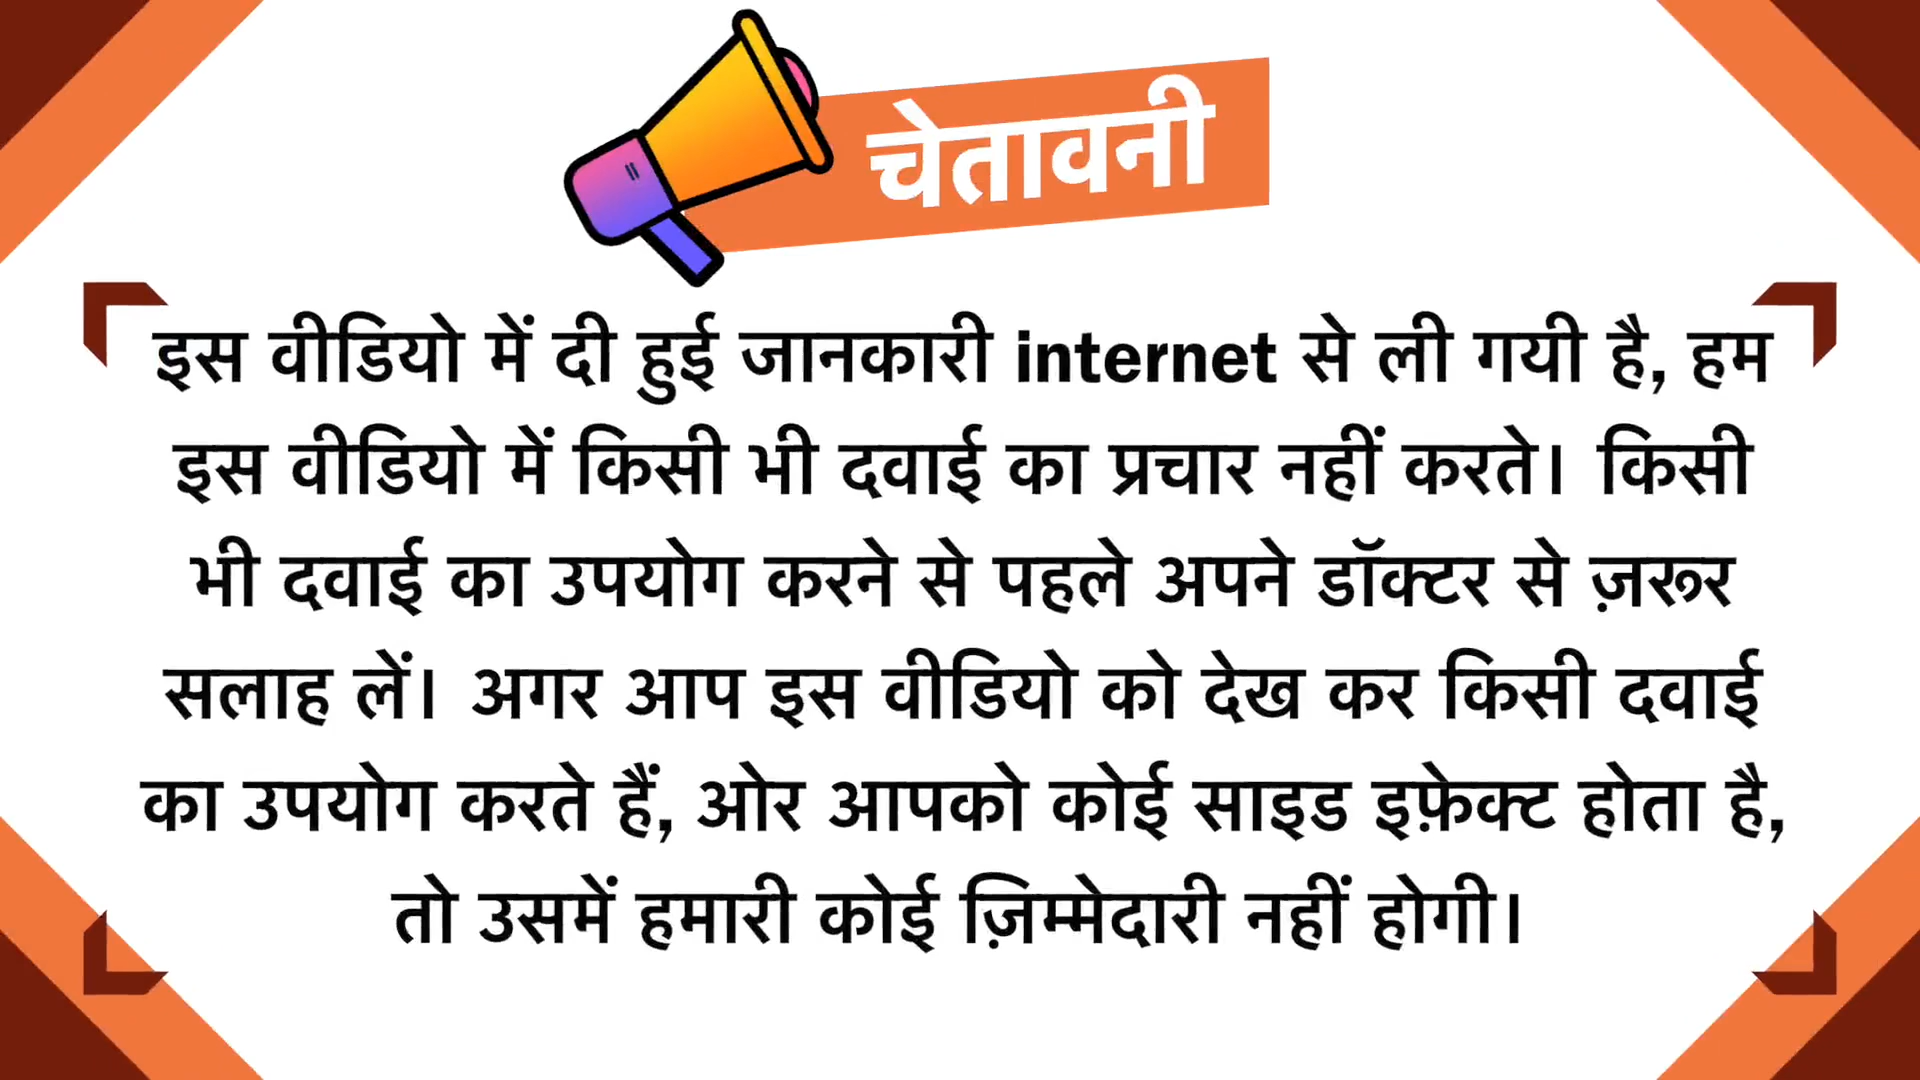 चेतावनी
इस वीडियो में दी हुई जानकारी internet से ली गयी है, हम
इस वीडियो में किसी भी दवाई का प्रचार नहीं करते। किसी
भी दवाई का उपयोग करने से पहले अपने डॉक्टर से ज़रूर
सलाह लें। अगर आप इस वीडियो को देख कर किसी दवाई
का उपयोग करते हैं, ओर आपको कोई साइड इफ़ेक्ट होता है,
तो उसमें हमारी कोई ज़िम्मेदारी नहीं होगी।